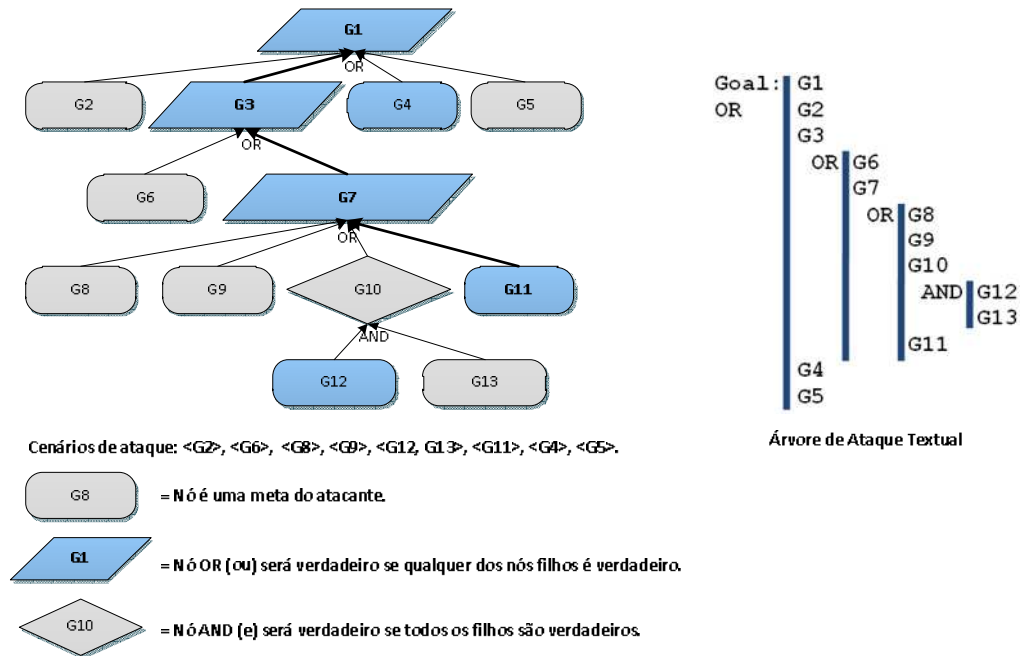 G1
OR
G2
G3
G4
G5
OR
G6
G7
OR
G8
G9
G10
G11
AND
G12
G13
Goal: G1
OR G2
G3
OR G6
G7
OR G8
G9
G10
AND G12
G13
G11
G4
G5
Árvore de Ataque Textual
Cenários de ataque: <G2>, <G6>, <G8>, <G9>, <G12, G13>, <G11>, <G4>, <G5>.
G8 = Nó é uma meta do atacante.
G1 = Nó OR (ou) será verdadeiro se qualquer dos nós filhos é verdadeiro.
G10 = Nó AND (e) será verdadeiro se todos os filhos são verdadeiros.